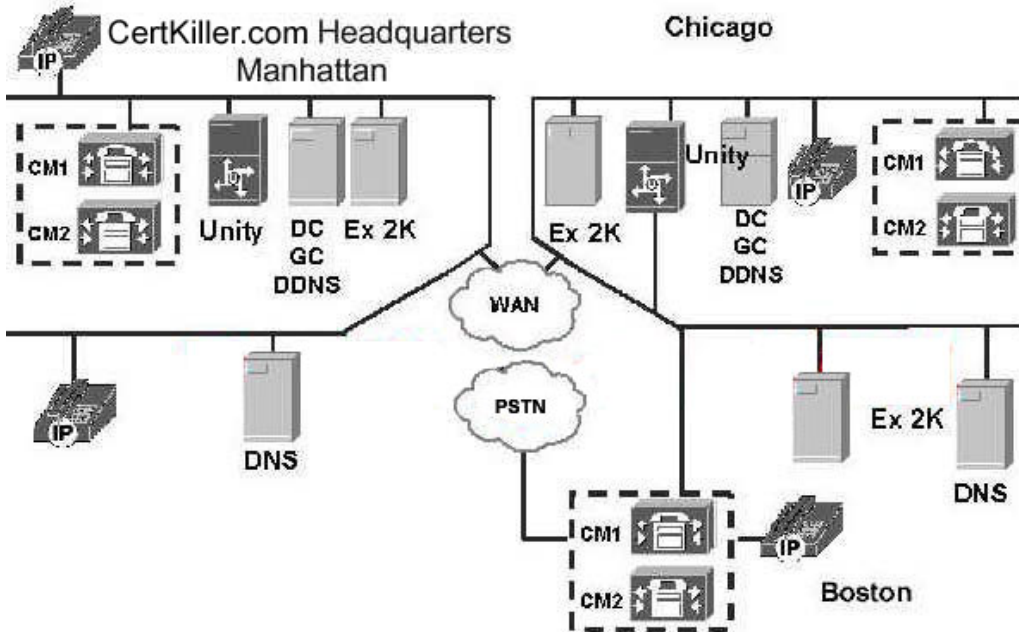 CertKiller.com Headquarters
Manhattan
IP
CM1
CM2
Unity
DC
GC
DDNS
Ex 2K
Chicago
Ex 2K
Unity
DC
GC
DDNS
IP
CM1
CM2
WAN
PSTN
IP
DNS
Ex 2K
DNS
CM1
CM2
IP
Boston